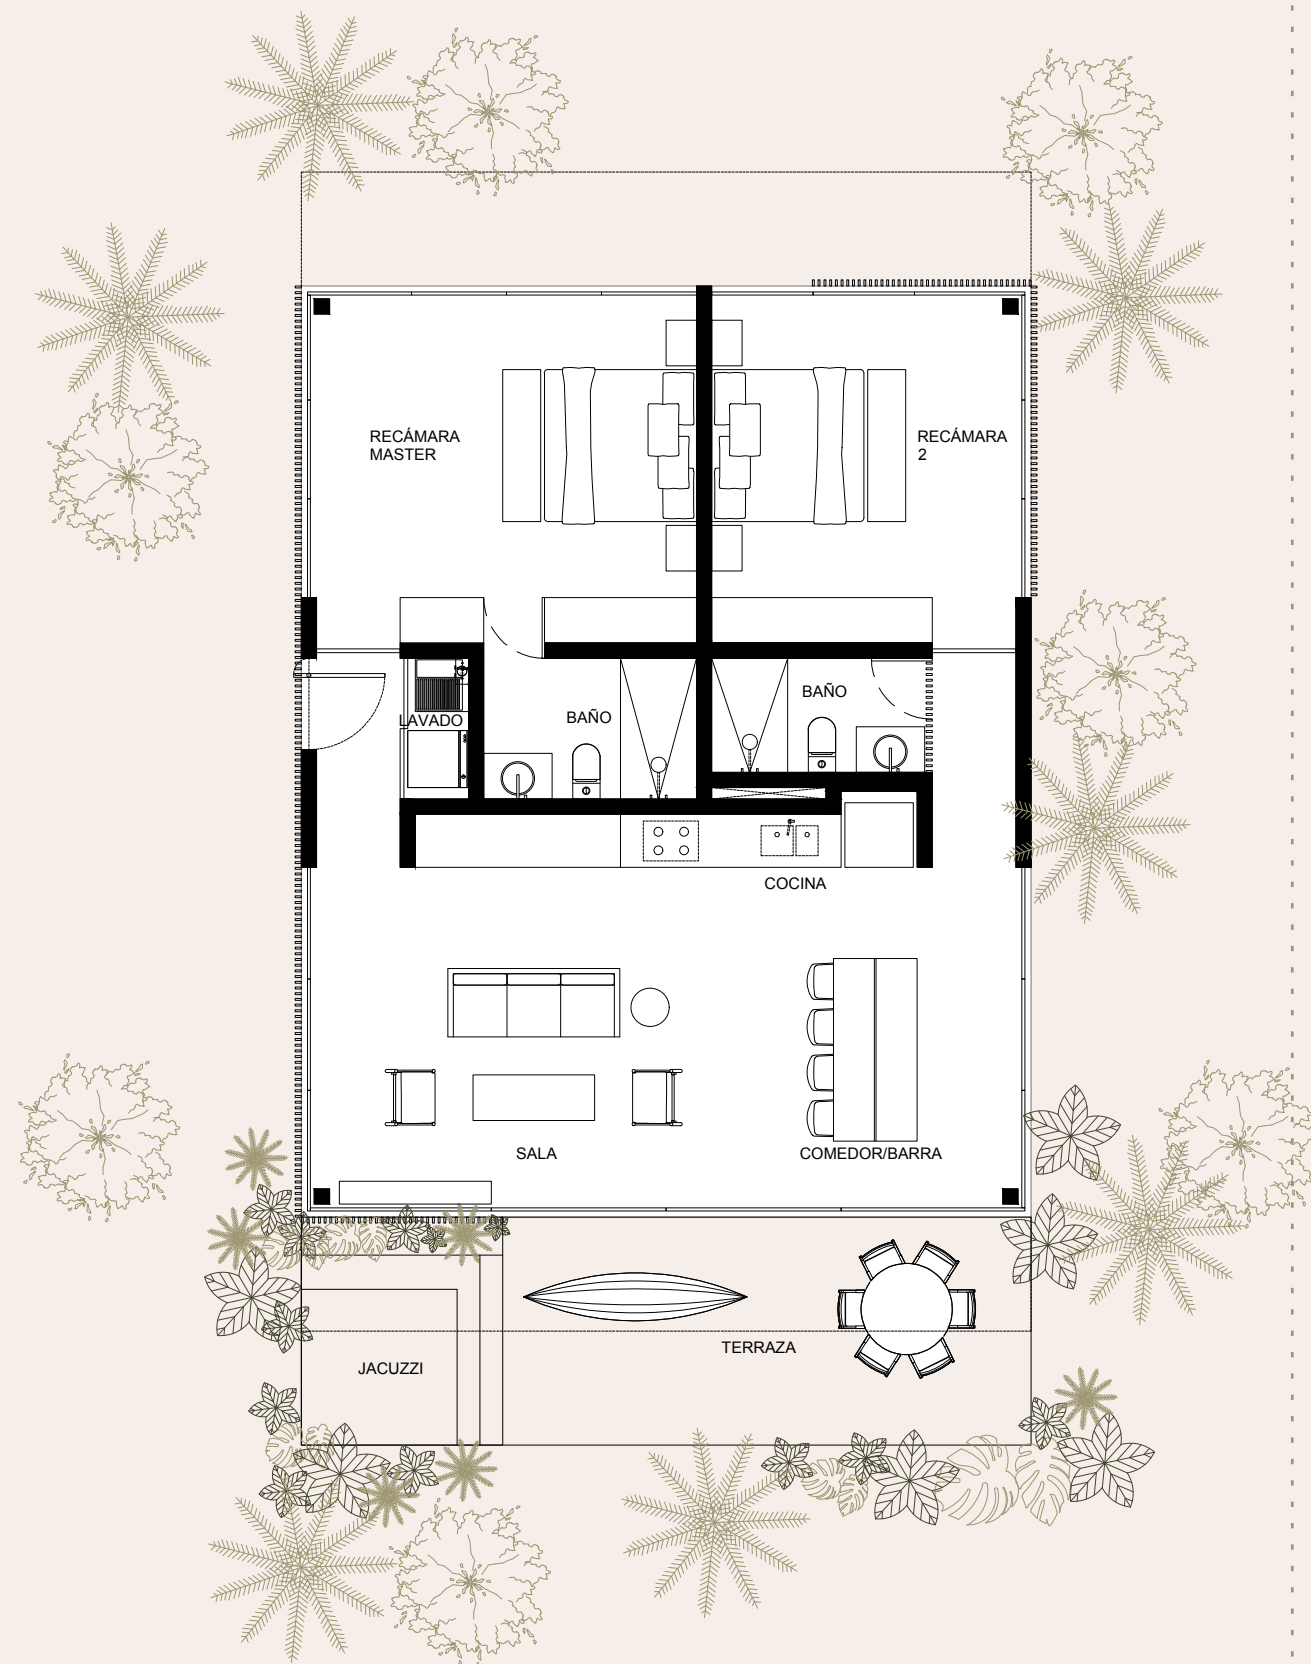 RECÁMARA
MASTER
RECÁMARA
2
BAÑO
BAÑO
LAVADO
COCINA
SALA
COMEDOR/BARRA
TERRAZA
JACUZZI